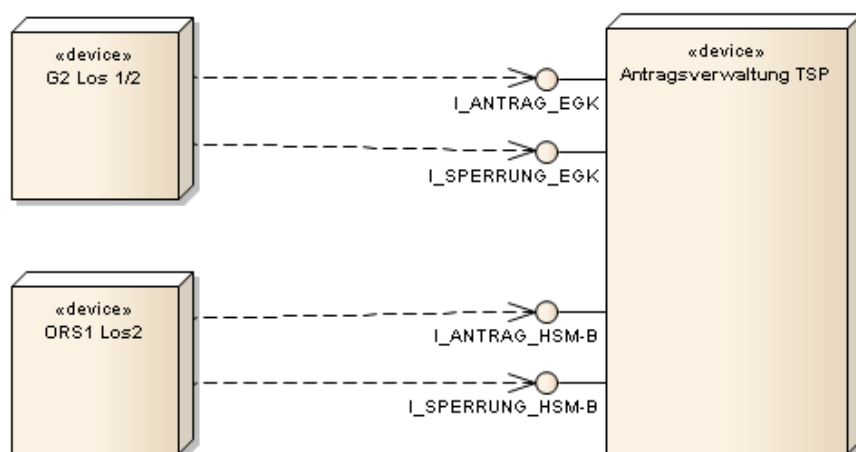 «device»
G2 Los 1/2
«device»
Antragsverwaltung TSP
I_ANTRAG_EGK
I_SPERRUNG_EGK
«device»
ORS1 Los2
I_ANTRAG_HSM-B
I_SPERRUNG_HSM-B